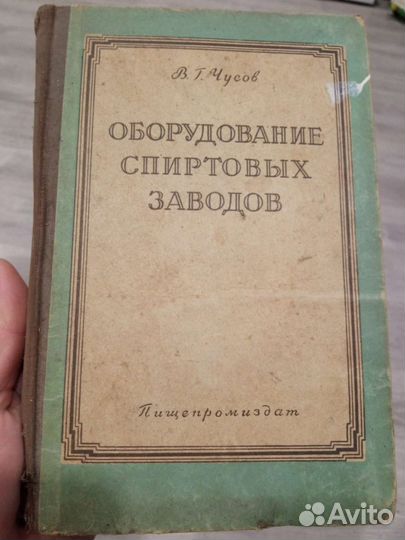 В. Г. Чусов
ОБОРУДОВАНИЕ
СПИРТОВЫХ
ЗАВОДОВ
Пищепромиздат
Avito